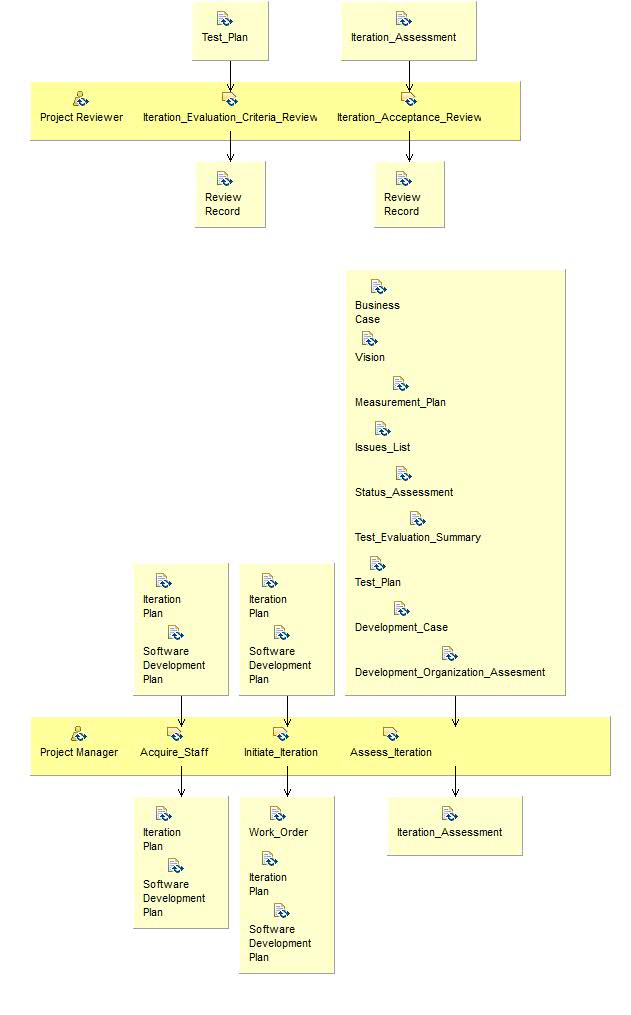 Test_Plan
Iteration_Assessment
Project Reviewer
Iteration_Evaluation_Criteria_Review
Iteration_Acceptance_Review
Review
Record
Review
Record
Business
Case
Vision
Measurement_Plan
Issues_List
Status_Assessment
Test_Evaluation_Summary
Test_Plan
Development_Case
Development_Organization_Assesment
Iteration
Plan
Software
Development
Plan
Iteration
Plan
Software
Development
Plan
Project Manager
Acquire_Staff
Initiate_Iteration
Assess_Iteration
Iteration
Plan
Software
Development
Plan
Work_Order
Iteration
Plan
Software
Development
Plan
Iteration_Assessment